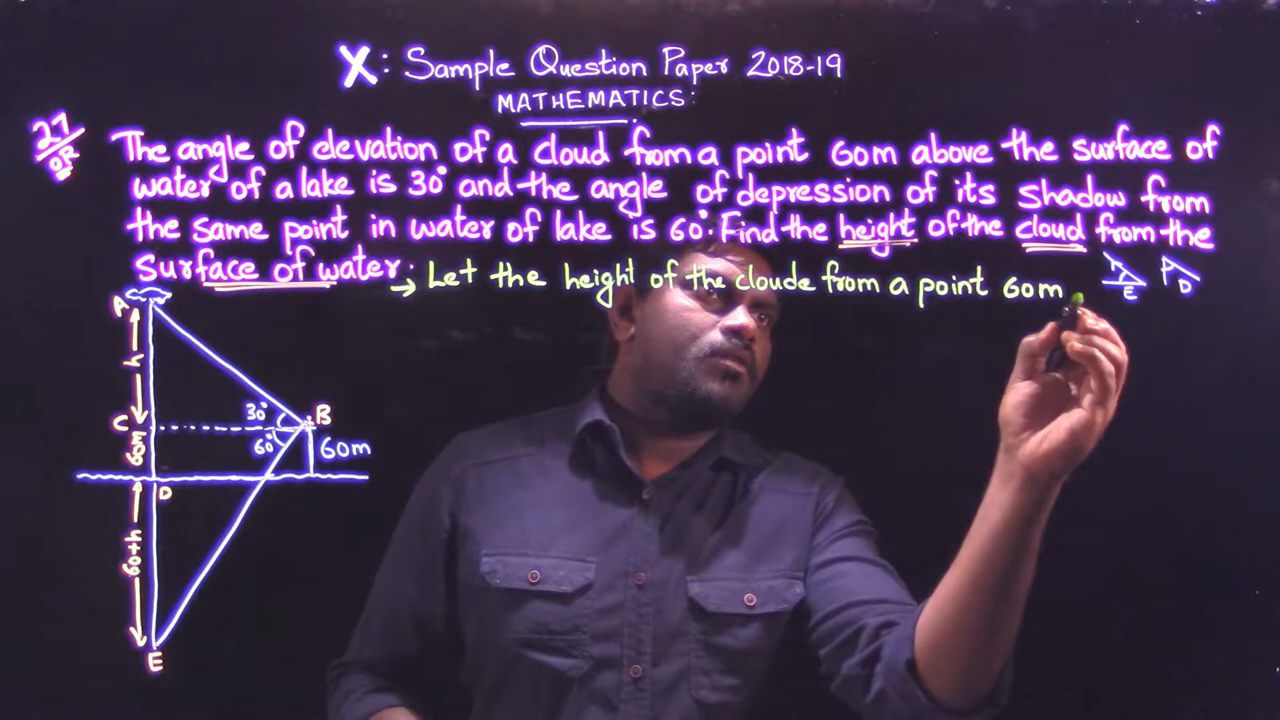 X: Sample Question Paper 2018-19
MATHEMATICS:
27/OR
The angle of elevation of a cloud from a point 60m above the surface of
water of a lake is 30° and the angle of depression of its shadow from
the same point in water of lake is 60°. Find the height of the cloud from the
surface of water.
→ Let the height of the cloude from a point 60m
E
D
A
h
C
30°
B
60°
60m
60m
D
60+h
E